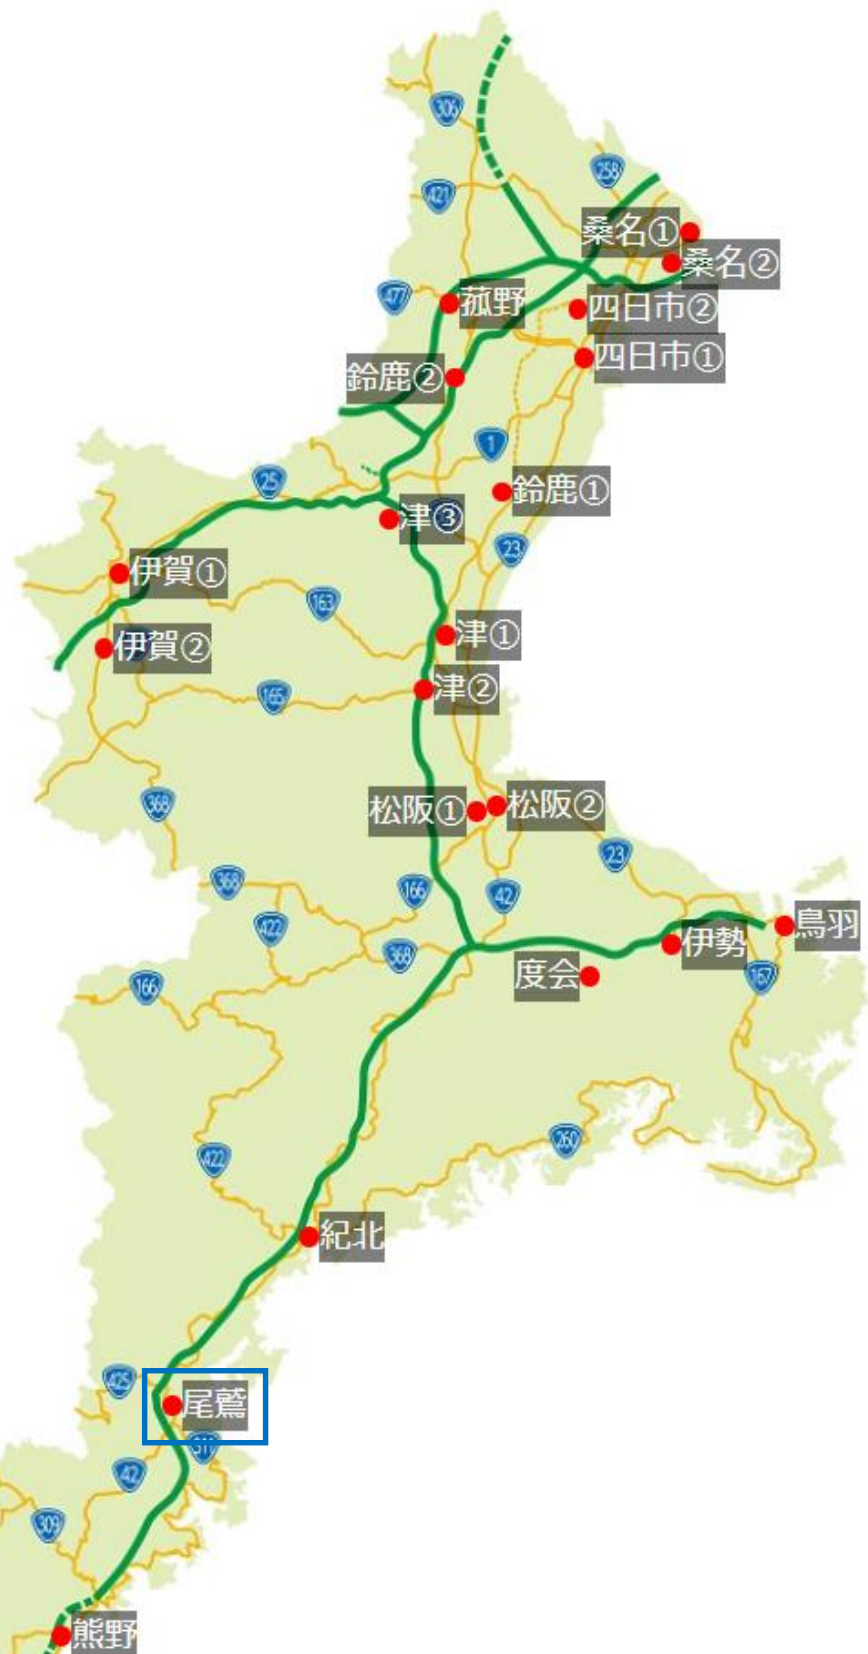 306
258
421
桑名①
桑名②
477
菰野
四日市②
四日市①
鈴鹿②
1
25
鈴鹿①
津③
23
伊賀①
163
津①
伊賀②
津②
165
368
松阪①
松阪②
23
368
166
42
422
鳥羽
伊勢
368
度会
167
166
260
422
紀北
425
尾鷲
311
42
309
熊野